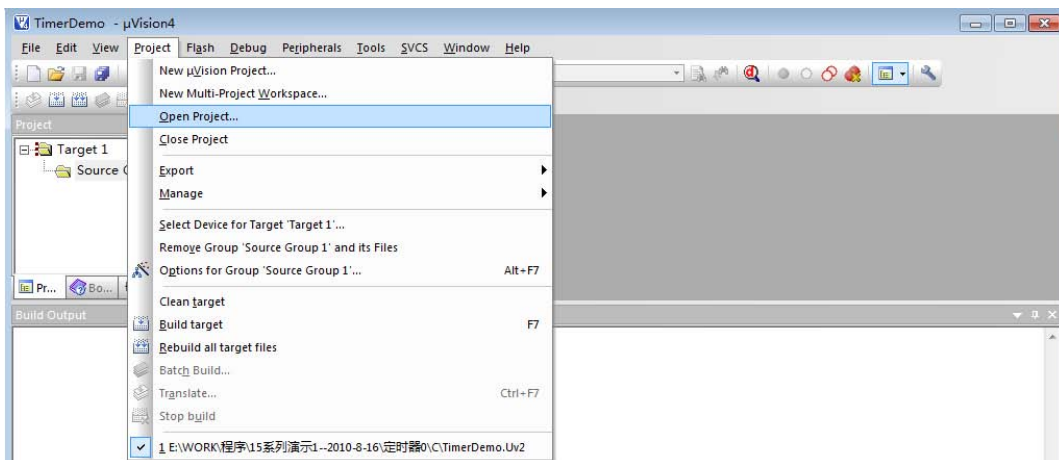 TimerDemo - µVision4
File Edit View Project Flash Debug Peripherals Tools SVCS Window Help
New µVision Project...
New Multi-Project Workspace...
Project
Open Project...
Target 1
Close Project
Source
Export
Manage
Select Device for Target 'Target 1'...
Remove Group 'Source Group 1' and its Files
Options for Group 'Source Group 1'... Alt+F7
Pr... Bo...
Clean target
Build Output
Build target F7
Rebuild all target files
Batch Build...
Translate... Ctrl+F7
Stop build
1 E:\WORK\程序\15系列演示1--2010-8-16\定时器0\C\TimerDemo.Uv2